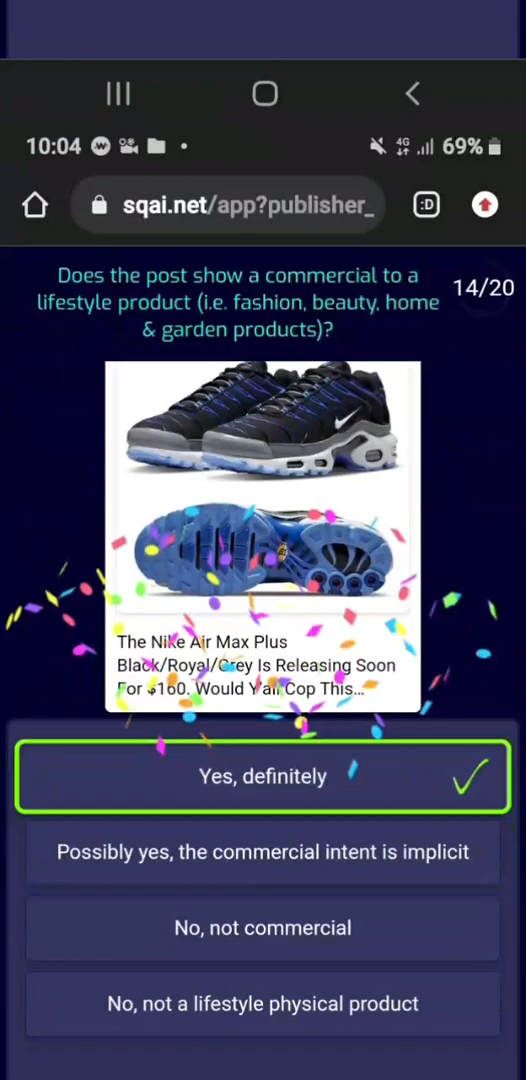 10:04
4G
69%
sqai.net/app?publisher_
:D
Does the post show a commercial to a
14/20
lifestyle product (i.e. fashion, beauty, home
& garden products)?
The Nike Air Max Plus
Black/Royal/Grey Is Releasing Soon
For $160. Would Y'all Cop This...
Yes, definitely
Possibly yes, the commercial intent is implicit
No, not commercial
No, not a lifestyle physical product